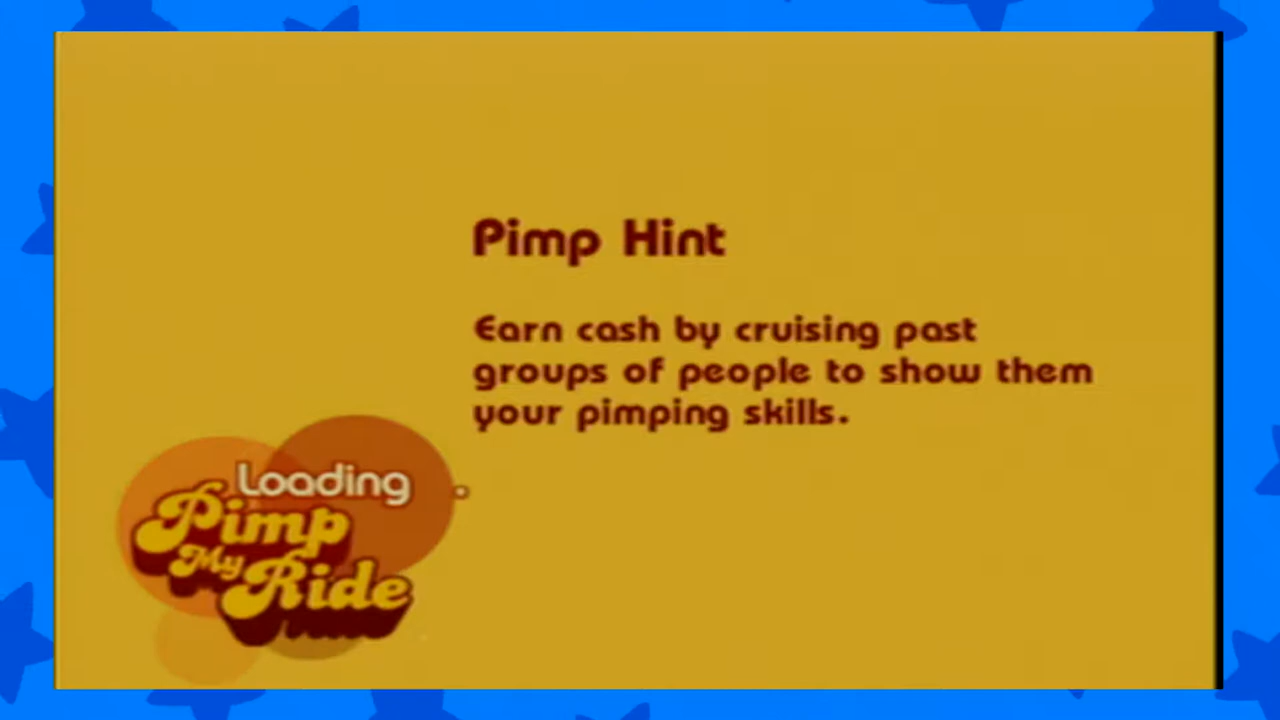 Pimp Hint
Earn cash by cruising past
groups of people to show them
your pimping skills.
Loading .
Pimp
My
Ride